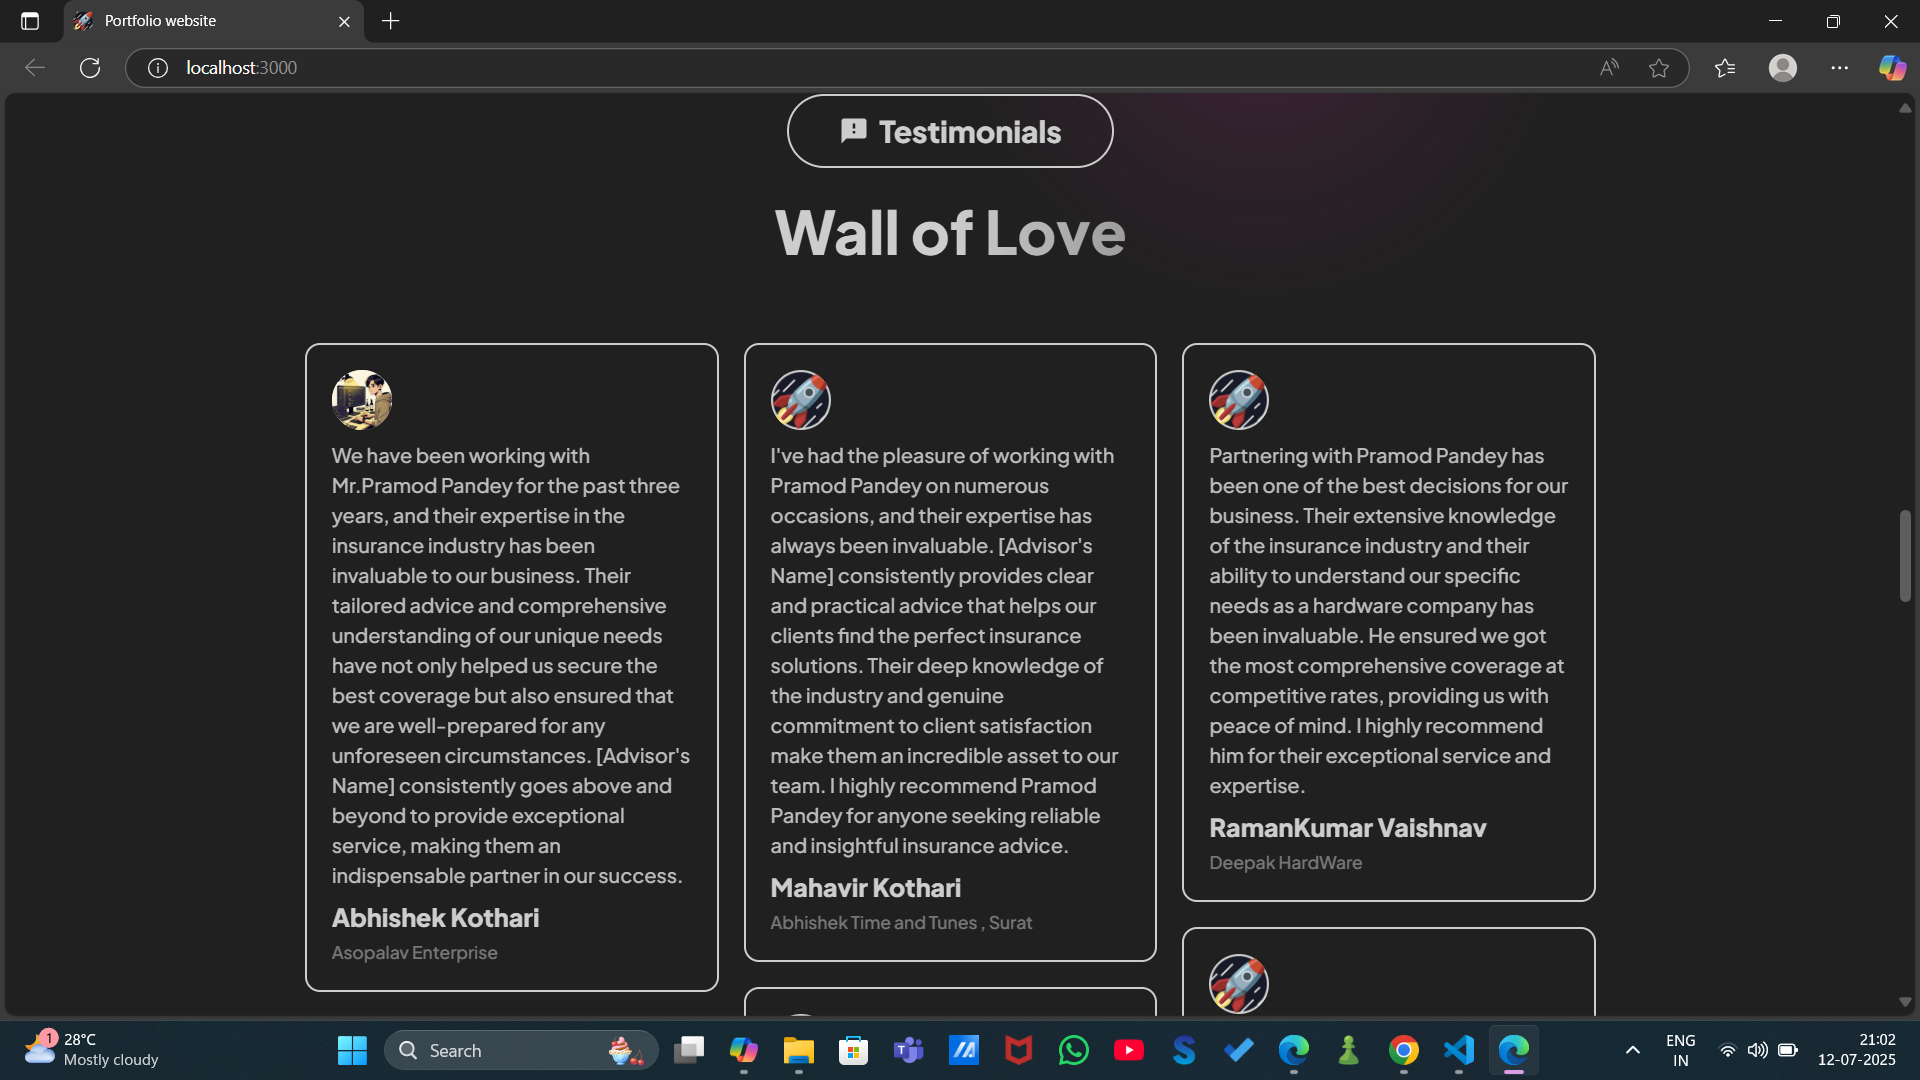 Portfolio website
localhost:3000
Testimonials
Wall of Love
We have been working with
Mr.Pramod Pandey for the past three
years, and their expertise in the
insurance industry has been
invaluable to our business. Their
tailored advice and comprehensive
understanding of our unique needs
have not only helped us secure the
best coverage but also ensured that
we are well-prepared for any
unforeseen circumstances. [Advisor's
Name] consistently goes above and
beyond to provide exceptional
service, making them an
indispensable partner in our success.
Abhishek Kothari
Asopalav Enterprise
I've had the pleasure of working with
Pramod Pandey on numerous
occasions, and their expertise has
always been invaluable. [Advisor's
Name] consistently provides clear
and practical advice that helps our
clients find the perfect insurance
solutions. Their deep knowledge of
the industry and genuine
commitment to client satisfaction
make them an incredible asset to our
team. I highly recommend Pramod
Pandey for anyone seeking reliable
and insightful insurance advice.
Mahavir Kothari
Abhishek Time and Tunes , Surat
Partnering with Pramod Pandey has
been one of the best decisions for our
business. Their extensive knowledge
of the insurance industry and their
ability to understand our specific
needs as a hardware company has
been invaluable. He ensured we got
the most comprehensive coverage at
competitive rates, providing us with
peace of mind. I highly recommend
him for their exceptional service and
expertise.
RamanKumar Vaishnav
Deepak HardWare
1
28°C
Mostly cloudy
Search
ENG
IN
21:02
12-07-2025